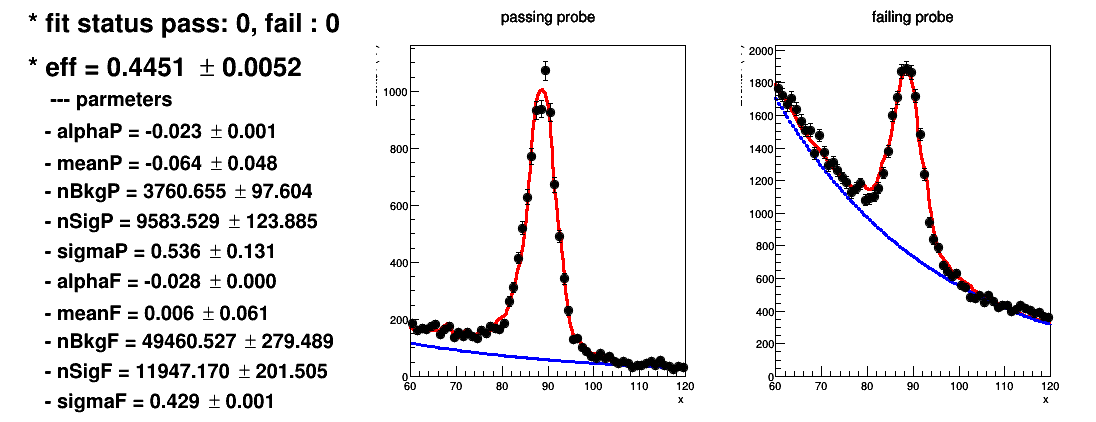 * fit status pass: 0, fail : 0
* eff = 0.4451 ± 0.0052
--- parmeters
- alphaP = -0.023 ± 0.001
- meanP = -0.064 ± 0.048
- nBkgP = 3760.655 ± 97.604
- nSigP = 9583.529 ± 123.885
- sigmaP = 0.536 ± 0.131
- alphaF = -0.028 ± 0.000
- meanF = 0.006 ± 0.061
- nBkgF = 49460.527 ± 279.489
- nSigF = 11947.170 ± 201.505
- sigmaF = 0.429 ± 0.001
passing probe
1000
800
600
400
200
0
60 70 80 90 100 110 120
x
failing probe
2000
1800
1600
1400
1200
1000
800
600
400
200
0
60 70 80 90 100 110 120
x